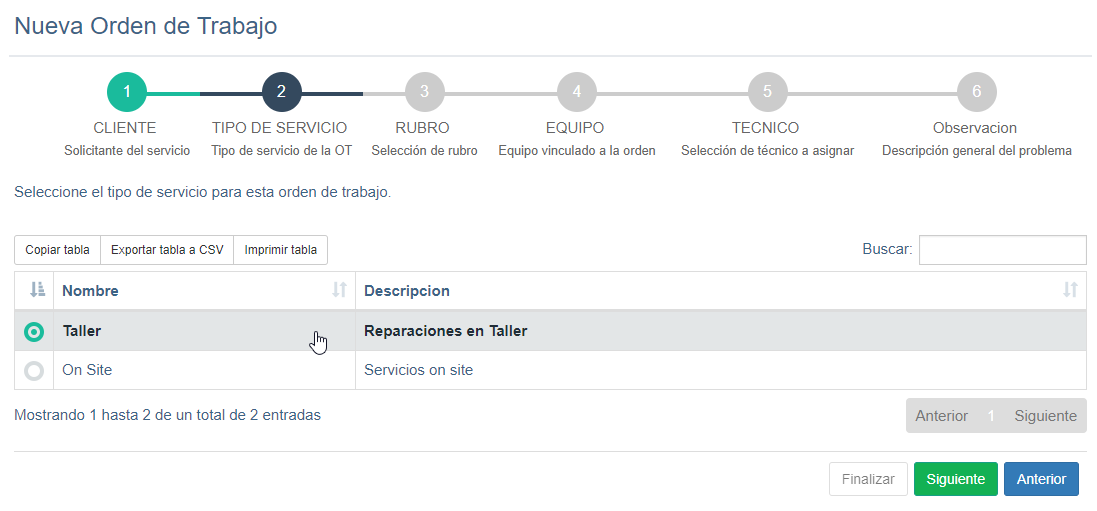 Nueva Orden de Trabajo
1 2 3 4 5 6
CLIENTE TIPO DE SERVICIO RUBRO EQUIPO TECNICO Observacion
Solicitante del servicio Tipo de servicio de la OT Selección de rubro Equipo vinculado a la orden Selección de técnico a asignar Descripción general del problema
Seleccione el tipo de servicio para esta orden de trabajo.
Copiar tabla Exportar tabla a CSV Imprimir tabla Buscar:
Nombre Descripcion
Taller Reparaciones en Taller
On Site Servicios on site
Mostrando 1 hasta 2 de un total de 2 entradas Anterior 1 Siguiente
Finalizar Siguiente Anterior